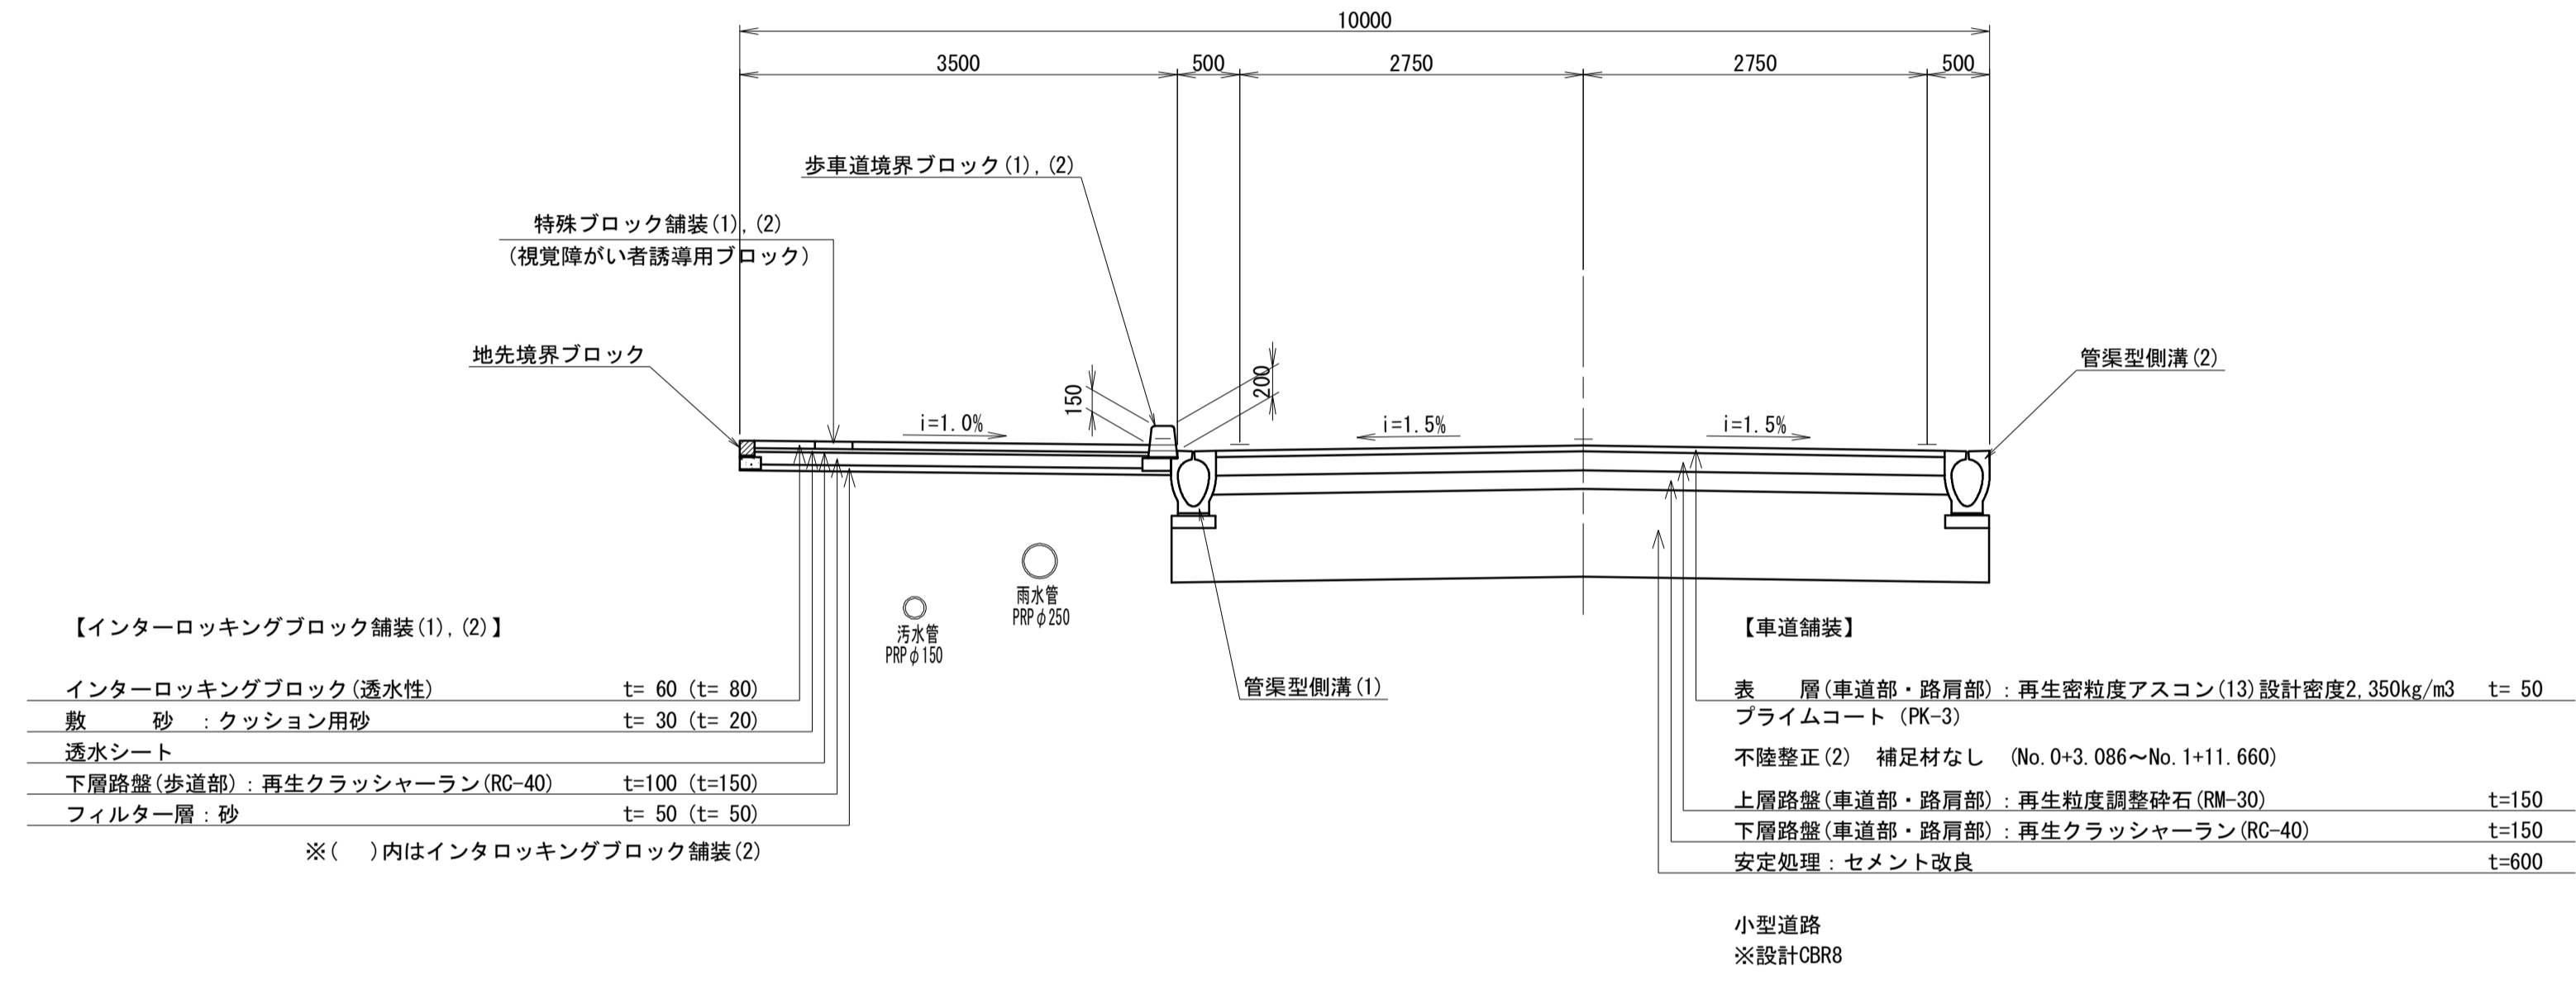 10000
3500
500
2750
2750
500
歩車道境界ブロック(1),(2)
特殊ブロック舗装(1),(2)
(視覚障がい者誘導用ブロック)
地先境界ブロック
管渠型側溝(2)
150
200
i=1.0%
i=1.5%
i=1.5%
雨水管
PRPφ250
汚水管
PRPφ150
管渠型側溝(1)
【インターロッキングブロック舗装(1),(2)】
インターロッキングブロック(透水性) t= 60 (t= 80)
敷 砂 :クッション用砂 t= 30 (t= 20)
透水シート
下層路盤(歩道部):再生クラッシャーラン(RC-40) t=100 (t=150)
フィルター層:砂 t= 50 (t= 50)
※( )内はインタロッキングブロック舗装(2)
【車道舗装】
表 層(車道部・路肩部):再生密粒度アスコン(13)設計密度2,350kg/m3 t= 50
プライムコート (PK-3)
不陸整正(2) 補足材なし (No.0+3.086～No.1+11.660)
上層路盤(車道部・路肩部):再生粒度調整砕石(RM-30) t=150
下層路盤(車道部・路肩部):再生クラッシャーラン(RC-40) t=150
安定処理:セメント改良 t=600
小型道路
※設計CBR8